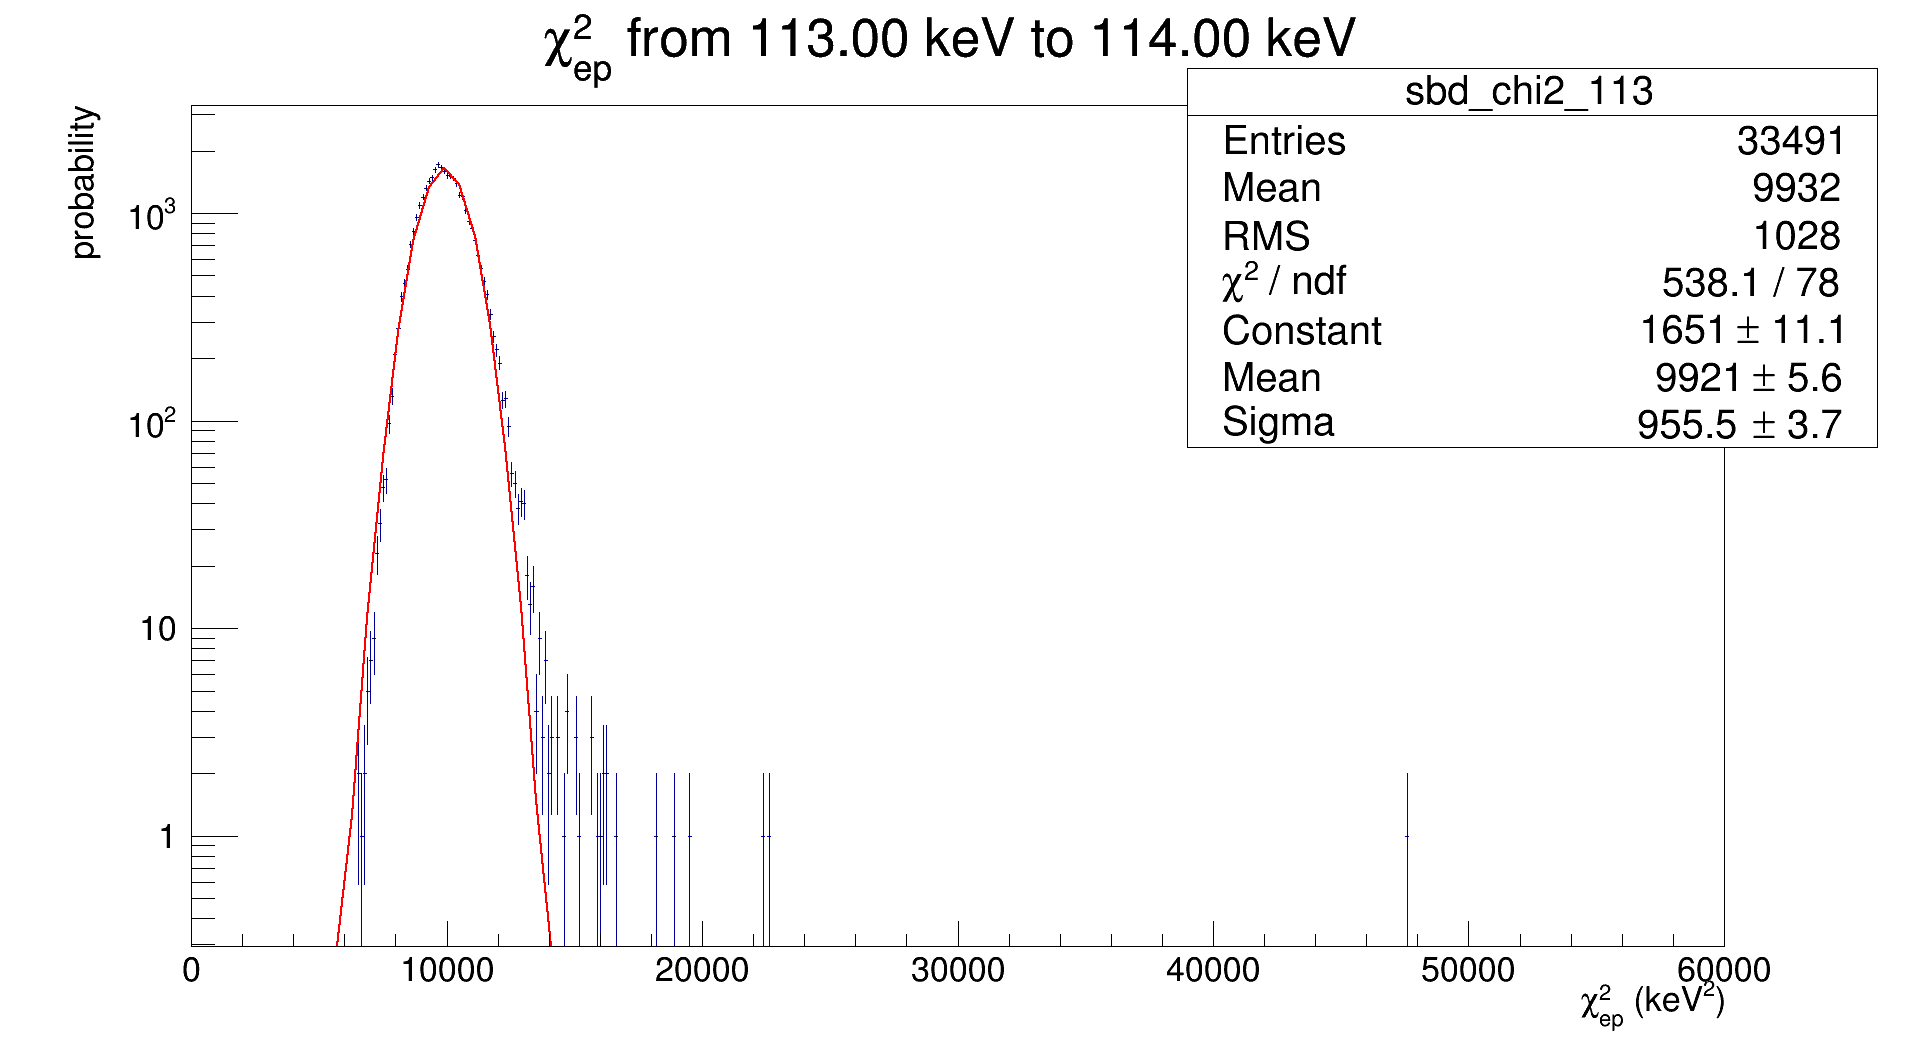 χ²ep from 113.00 keV to 114.00 keV
sbd_chi2_113
Entries 33491
Mean 9932
RMS 1028
χ² / ndf 538.1 / 78
Constant 1651 ± 11.1
Mean 9921 ± 5.6
Sigma 955.5 ± 3.7
probability
10³
10²
10
1
0 10000 20000 30000 40000 50000 60000
χ²ep (keV²)